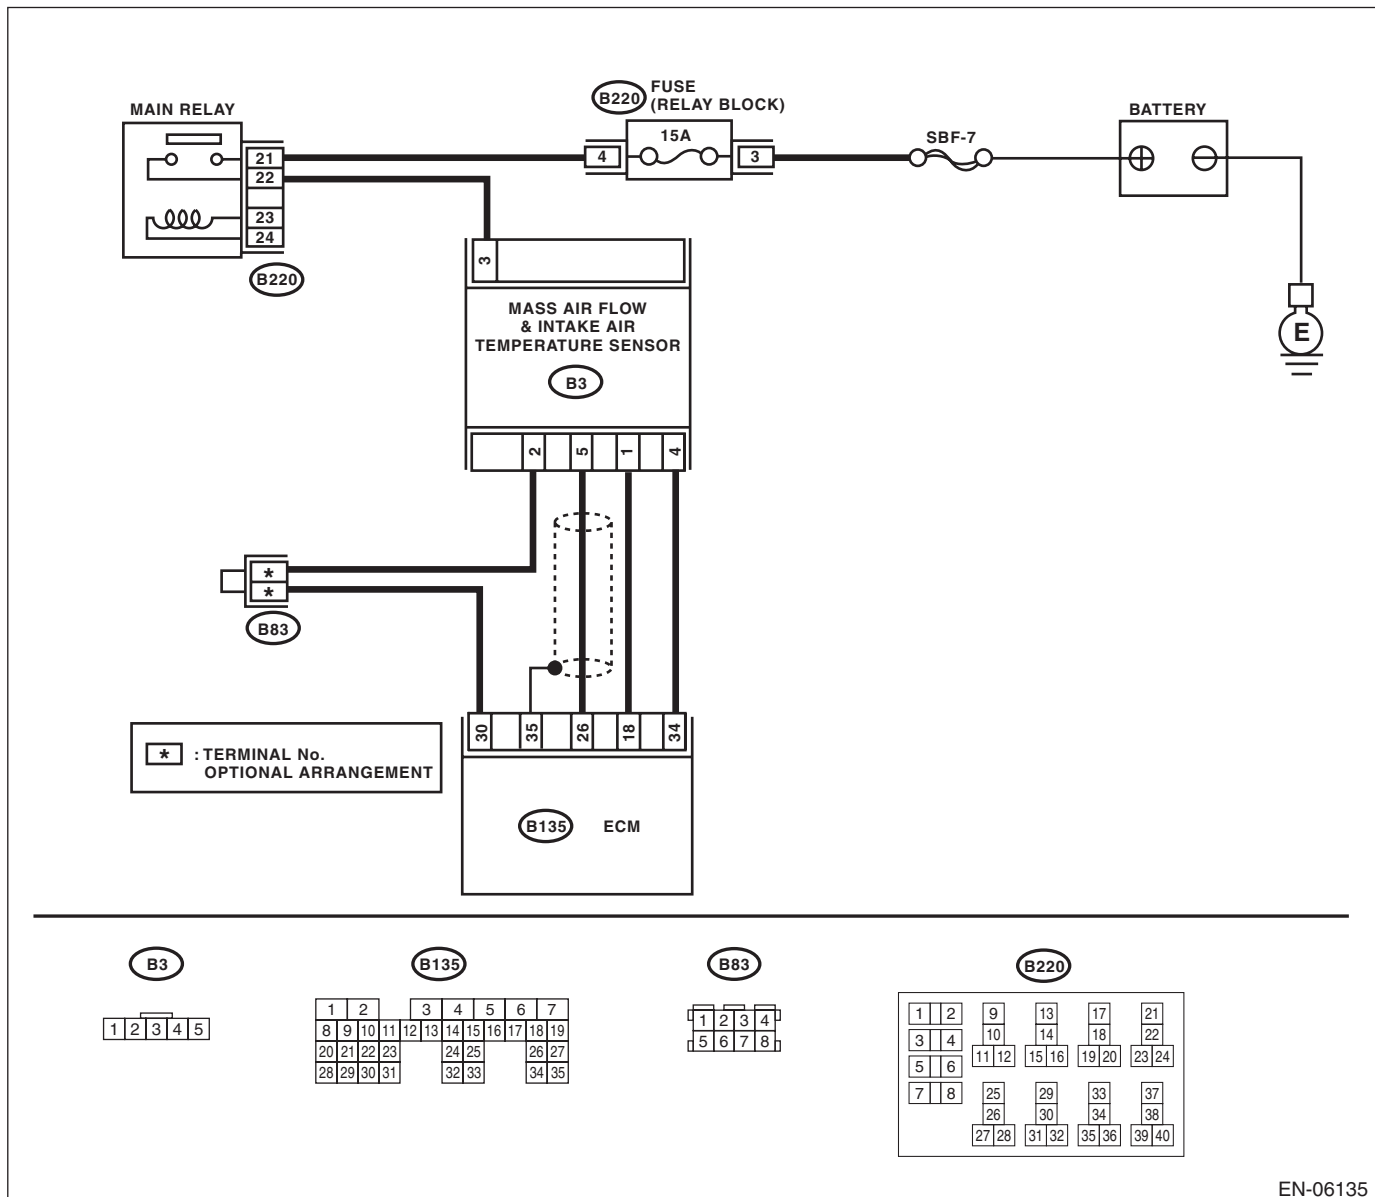 B220
FUSE
(RELAY BLOCK)
MAIN RELAY
15A
SBF-7
BATTERY
21
22
23
24
4
3
B220
3
E
MASS AIR FLOW
& INTAKE AIR
TEMPERATURE SENSOR
B3
2 5 1 4
*
*
B83
30 35 26 18 34
* : TERMINAL No.
OPTIONAL ARRANGEMENT
B135 ECM
B3
1 2 3 4 5
B135
1 2 3 4 5 6 7
8 9 10 11 12 13 14 15 16 17 18 19
20 21 22 23 24 25 26 27
28 29 30 31 32 33 34 35
B83
1 2 3 4
5 6 7 8
B220
1 2 9 13 17 21
3 4 10 14 18 22
11 12 15 16 19 20 23 24
5 6
7 8 25 29 33 37
26 30 34 38
27 28 31 32 35 36 39 40
EN-06135